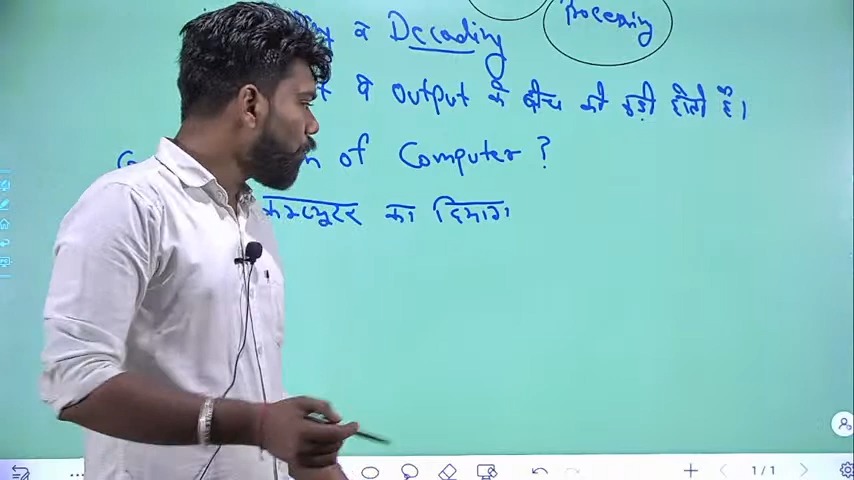 Processing
व Decoding
व output के बीच की कड़ी होती है।
of Computer ?
कम्प्यूटर का दिमाग
1/1